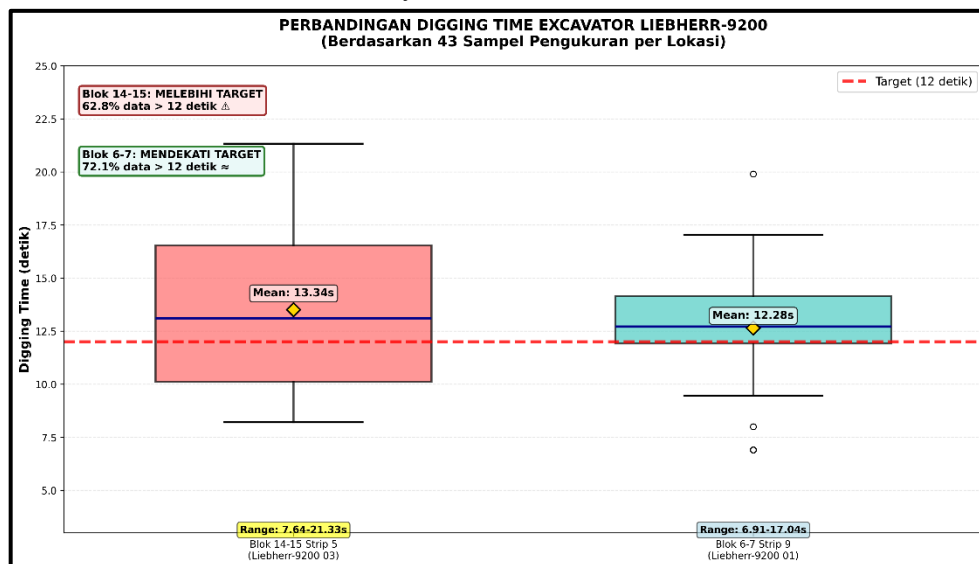 PERBANDINGAN DIGGING TIME EXCAVATOR LIEBHERR-9200
(Berdasarkan 43 Sampel Pengukuran per Lokasi)
25.0
22.5
20.0
17.5
15.0
12.5
10.0
7.5
5.0
Digging Time (detik)
Blok 14-15: MELEBIHI TARGET
62.8% data > 12 detik ⚠
Blok 6-7: MENDEKATI TARGET
72.1% data > 12 detik ≈
Target (12 detik)
Mean: 13.34s
Mean: 12.28s
Range: 7.64-21.33s
Range: 6.91-17.04s
Blok 14-15 Strip 5
(Liebherr-9200 03)
Blok 6-7 Strip 9
(Liebherr-9200 01)